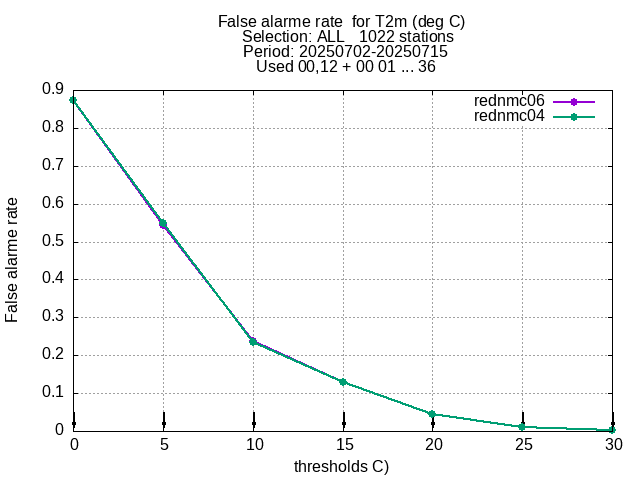 False alarme rate  for T2m (deg C)
Selection: ALL   1022 stations
Period: 20250702-20250715
Used 00,12 + 00 01 ... 36
rednmc06
rednmc04
0.9
0.8
0.7
0.6
0.5
0.4
0.3
0.2
0.1
0
False alarme rate
0 5 10 15 20 25 30
thresholds C)